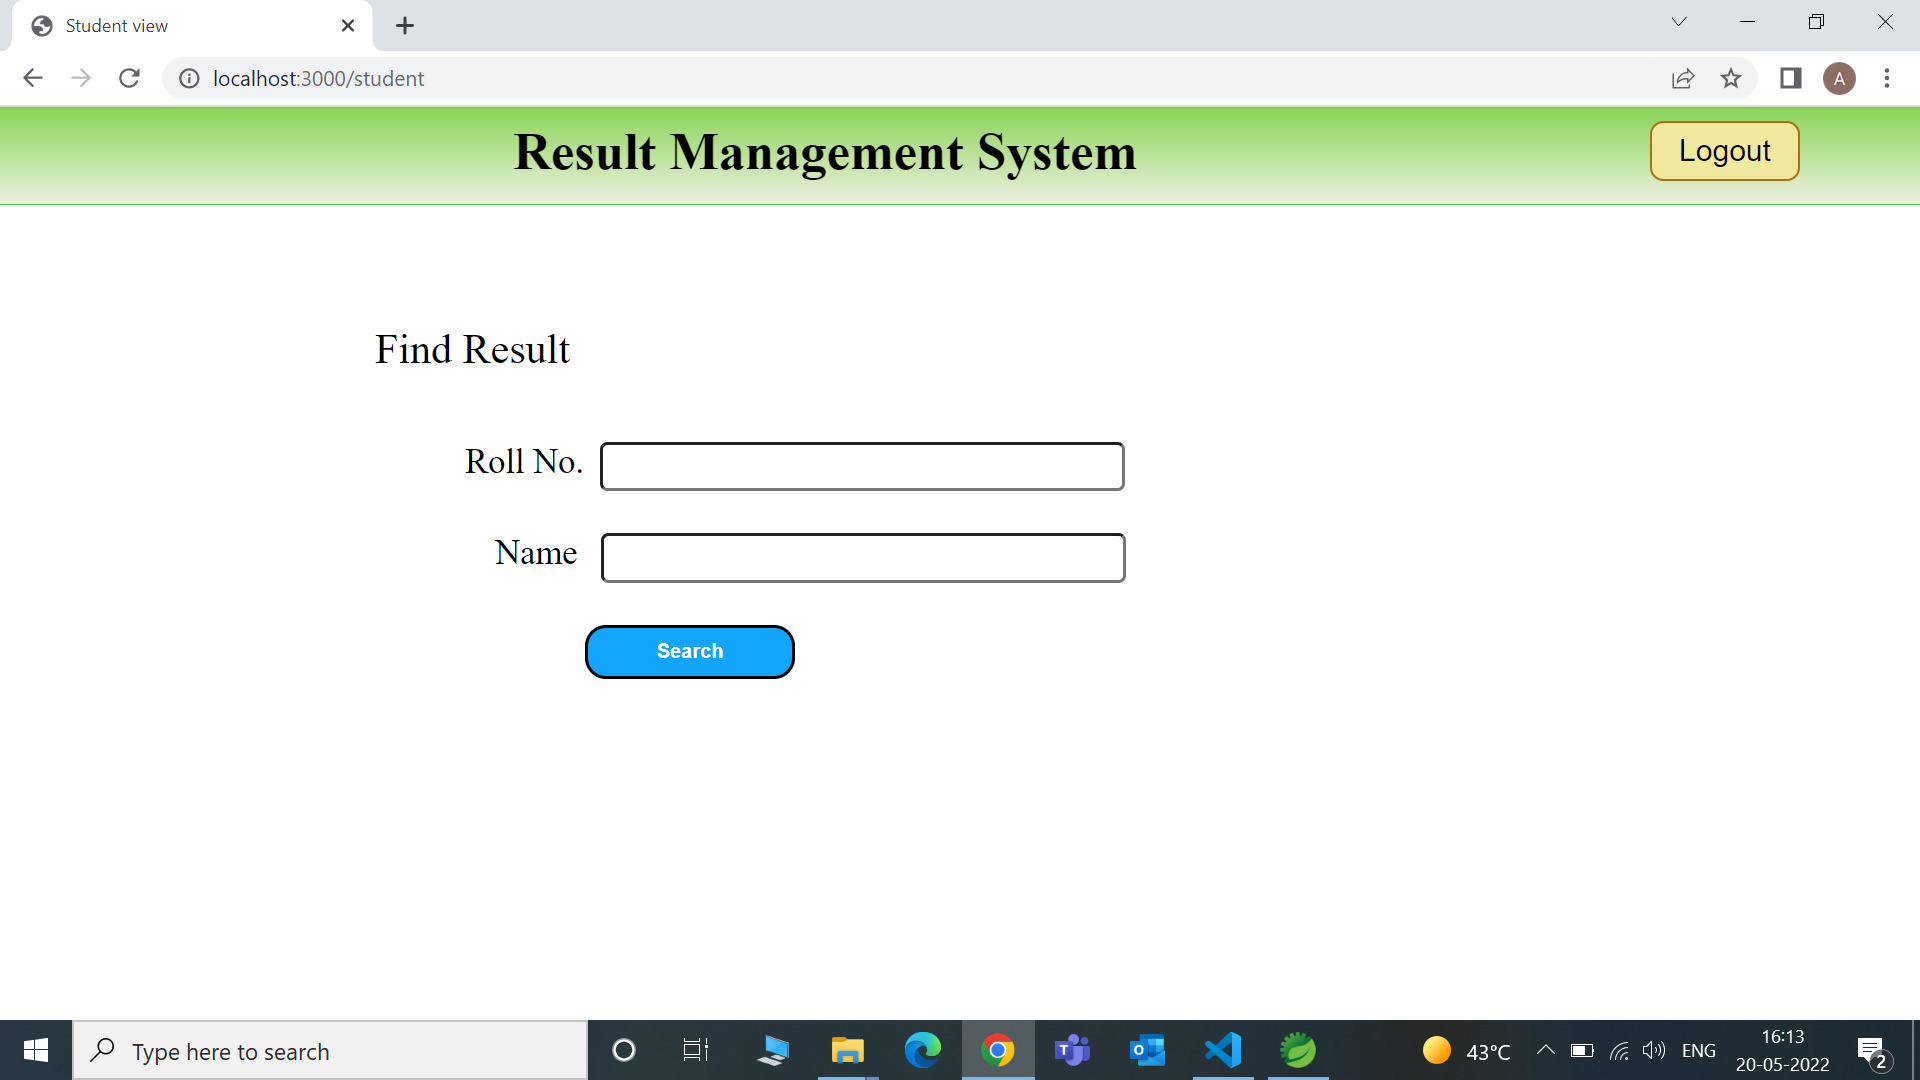 Student view
localhost:3000/student
A
Result Management System
Logout
Find Result
Roll No.
Name
Search
Type here to search
T
O
43°C
ENG
16:13
20-05-2022
2